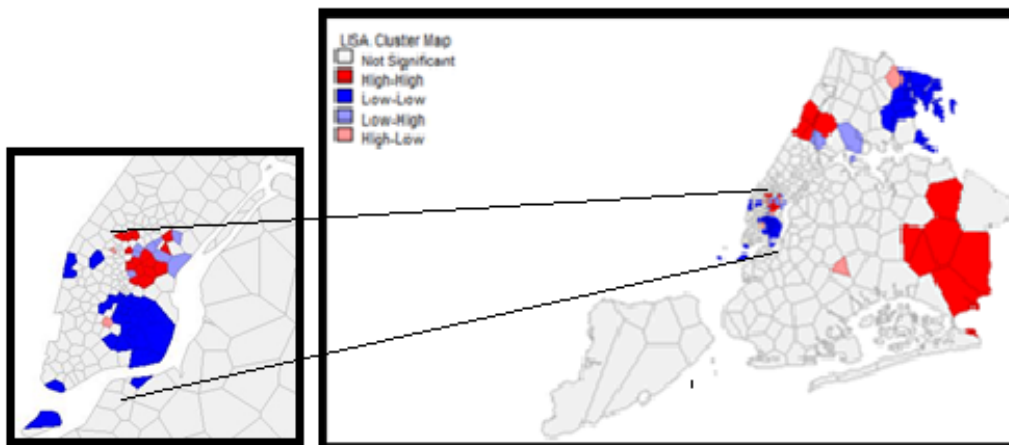 LISA Cluster Map
Not Significant
High-High
Low-Low
Low-High
High-Low